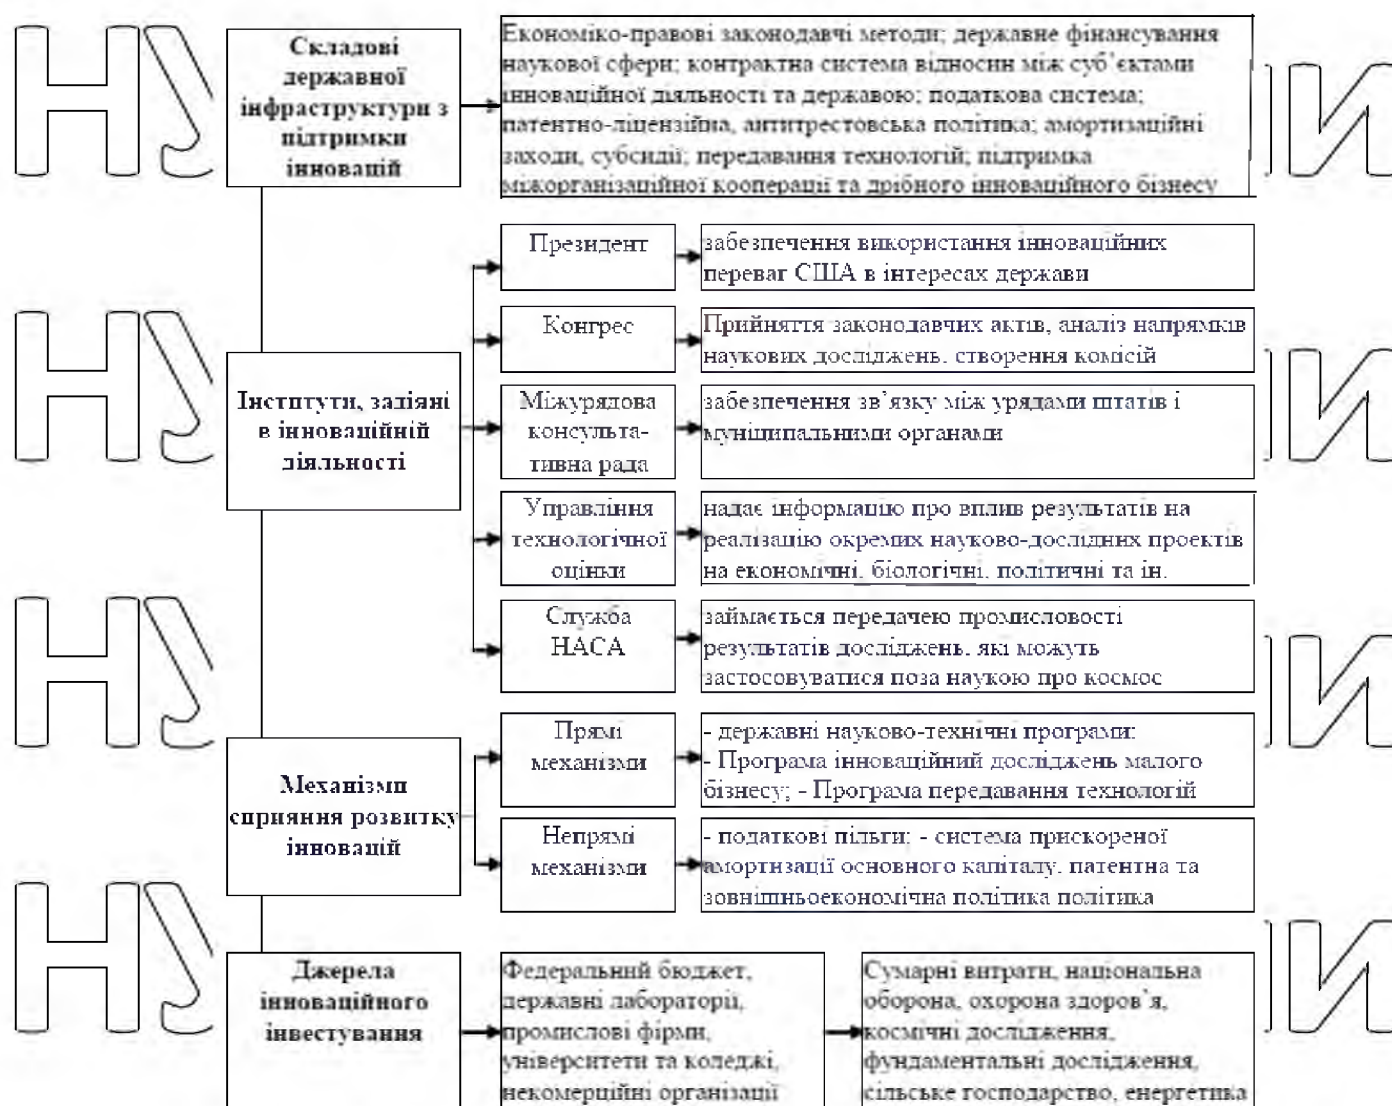 НУ
И
Складові
державної
інфраструктури з
підтримки
інновацій
Економіко-правові законодавчі методи; державне фінансування
наукової сфери; контрактна система відносин між суб’єктами
інноваційної діяльності та державою; податкова система;
патентно-ліцензійна, антитрестовська політика; амортизаційні
заходи, субсидії; передавання технологій; підтримка
міжорганізаційної кооперації та дрібного інноваційного бізнесу
НУ
И
Інститути, задіяні
в інноваційній
діяльності
Президент
забезпечення використання інноваційних
переваг США в інтересах держави
Конгрес
Прийняття законодавчих актів, аналіз напрямків
наукових досліджень, створення комісій
Міжурядова
консульта-
тивна рада
забезпечення зв’язку між урядами штатів і
муніципальними органами
Управління
технологічної
оцінки
надає інформацію про вплив результатів на
реалізацію окремих науково-дослідних проектів
на економічні, біологічні, політичні та ін.
Служба
НАСА
займається передачею промисловості
результатів досліджень, які можуть
застосовуватися поза наукою про космос
НУ
И
Механізми
сприяння розвитку
інновацій
Прямі
механізми
- державні науково-технічні програми;
- Програма інноваційний досліджень малого
бізнесу; - Програма передавання технологій
Непрямі
механізми
- податкові пільги; - система прискореної
амортизації основного капіталу, патентна та
зовнішньоекономічна політика політика
НУ
И
Джерела
інноваційного
інвестування
Федеральний бюджет,
державні лабораторії,
промислові фірми,
університети та коледжі,
некомерційні організації
Сумарні витрати, національна
оборона, охорона здоров’я,
космічні дослідження,
фундаментальні дослідження,
сільське господарство, енергетика